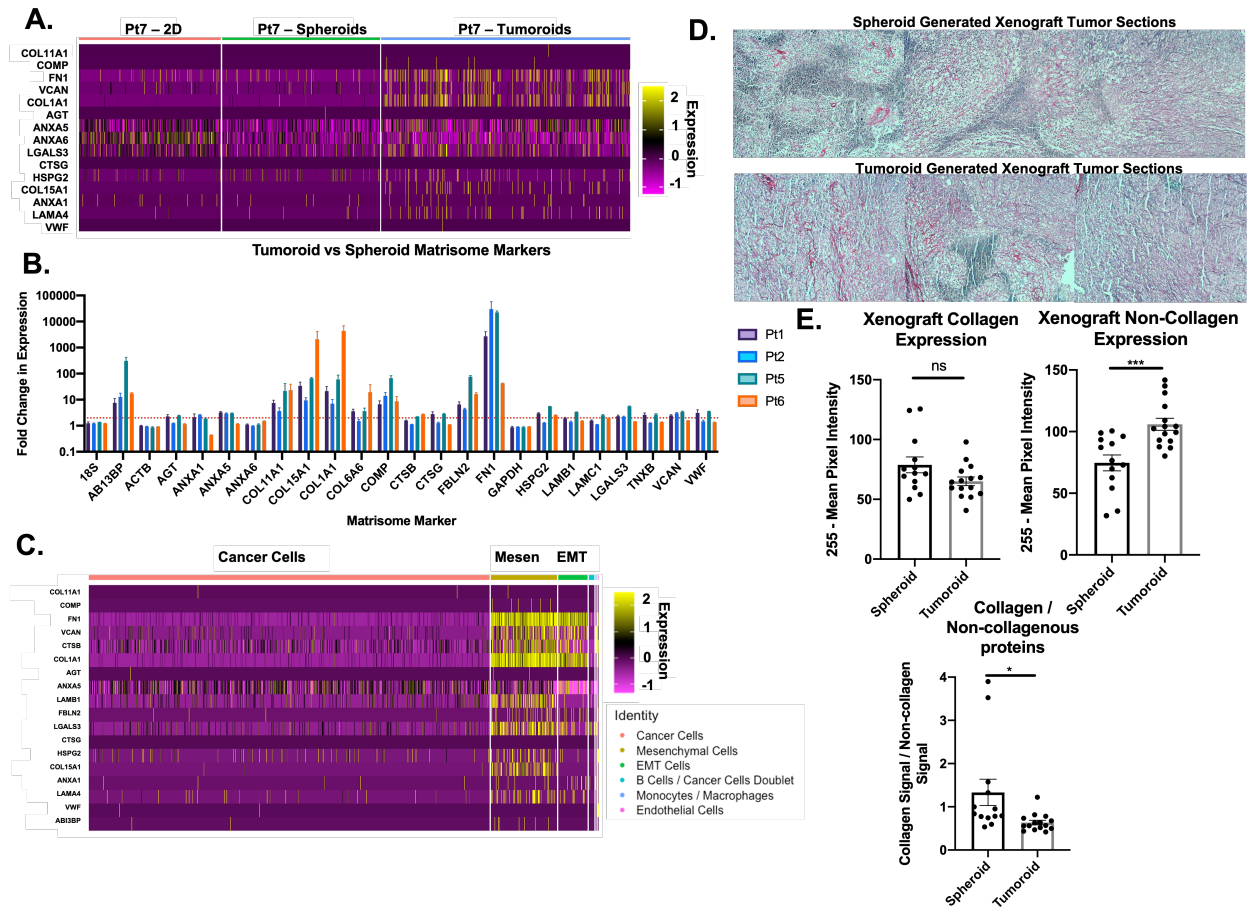 A.
Pt7 – 2D
Pt7 – Spheroids
Pt7 – Tumoroids
COL11A1
COMP
FN1
VCAN
COL1A1
AGT
ANXA5
ANXA6
LGALS3
CTSG
HSPG2
COL15A1
ANXA1
LAMA4
VWF
2
1
0
-1
Expression
B.
Tumoroid vs Spheroid Matrisome Markers
Fold Change in Expression
100000
10000
1000
100
10
1
0.1
18S
AB13BP
ACTB
AGT
ANXA1
ANXA5
ANXA6
COL11A1
COL15A1
COL1A1
COL6A6
COMP
CTSB
CTSG
FBLN2
FN1
GAPDH
HSPG2
LAMB1
LAMC1
LGALS3
TNXB
VCAN
VWF
Matrisome Marker
Pt1
Pt2
Pt5
Pt6
C.
Cancer Cells
Mesen
EMT
COL11A1
COMP
FN1
VCAN
CTSB
COL1A1
AGT
ANXA5
LAMB1
FBLN2
LGALS3
CTSG
HSPG2
COL15A1
ANXA1
LAMA4
VWF
ABI3BP
2
1
0
-1
Expression
Identity
Cancer Cells
Mesenchymal Cells
EMT Cells
B Cells / Cancer Cells Doublet
Monocytes / Macrophages
Endothelial Cells
D.
Spheroid Generated Xenograft Tumor Sections
Tumoroid Generated Xenograft Tumor Sections
E.
Xenograft Collagen
Expression
ns
255 - Mean Pixel Intensity
150
100
50
0
Spheroid
Tumoroid
Xenograft Non-Collagen
Expression
***
255 - Mean Pixel Intensity
150
100
50
0
Spheroid
Tumoroid
Collagen /
Non-collagenous
proteins
*
Collagen Signal / Non-collagen
Signal
4
3
2
1
0
Spheroid
Tumoroid